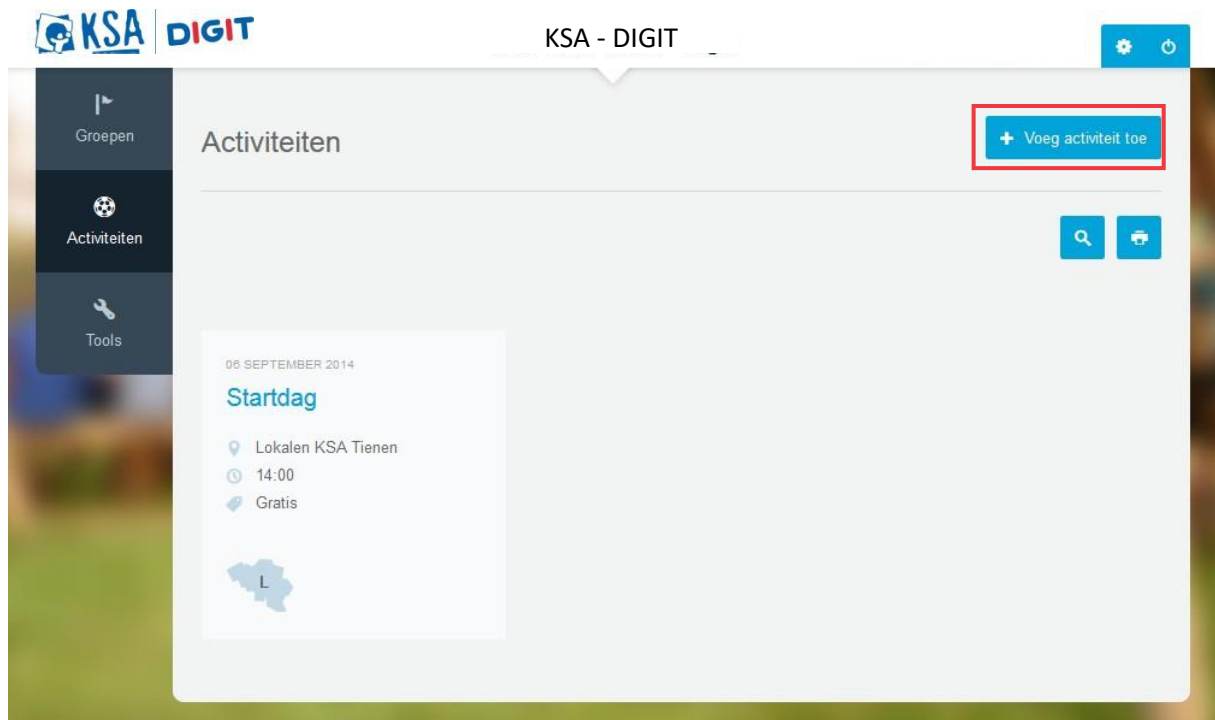 KSA DIGIT
KSA - DIGIT
Groepen
Activiteiten
+ Voeg activiteit toe
Activiteiten
Tools
06 SEPTEMBER 2014
Startdag
Lokalen KSA Tienen
14:00
Gratis
L